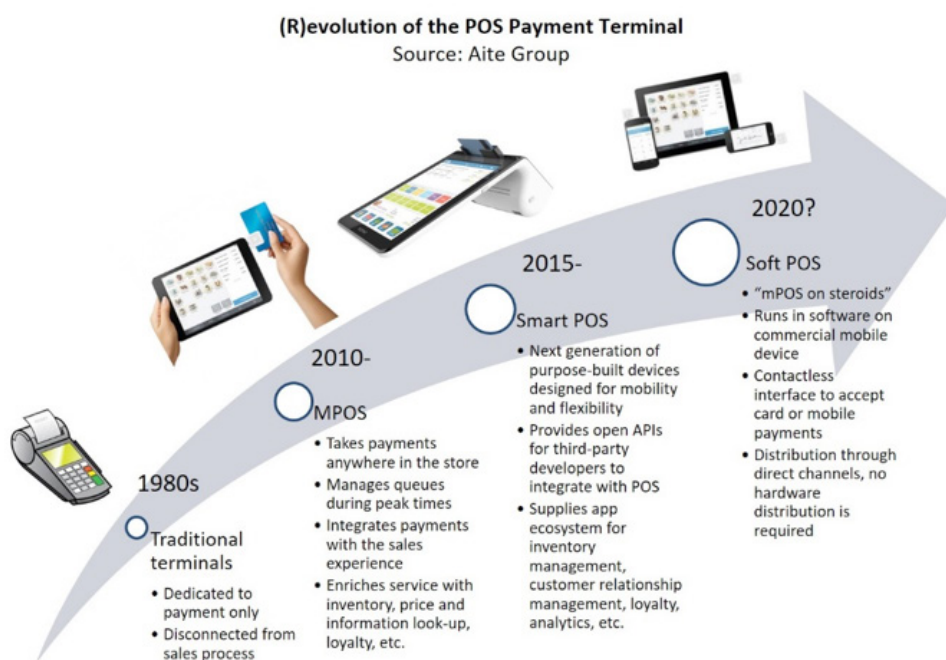 (R)evolution of the POS Payment Terminal
Source: Aite Group
1980s
Traditional
terminals
• Dedicated to
payment only
• Disconnected from
sales process
2010-
MPOS
• Takes payments
anywhere in the store
• Manages queues
during peak times
• Integrates payments
with the sales
experience
• Enriches service with
inventory, price and
information look-up,
loyalty, etc.
2015-
Smart POS
• Next generation of
purpose-built devices
designed for mobility
and flexibility
• Provides open APIs
for third-party
developers to
integrate with POS
• Supplies app
ecosystem for
inventory
management,
customer relationship
management, loyalty,
analytics, etc.
2020?
Soft POS
• “mPOS on steroids”
• Runs in software on
commercial mobile
device
• Contactless
interface to accept
card or mobile
payments
• Distribution through
direct channels, no
hardware
distribution is
required